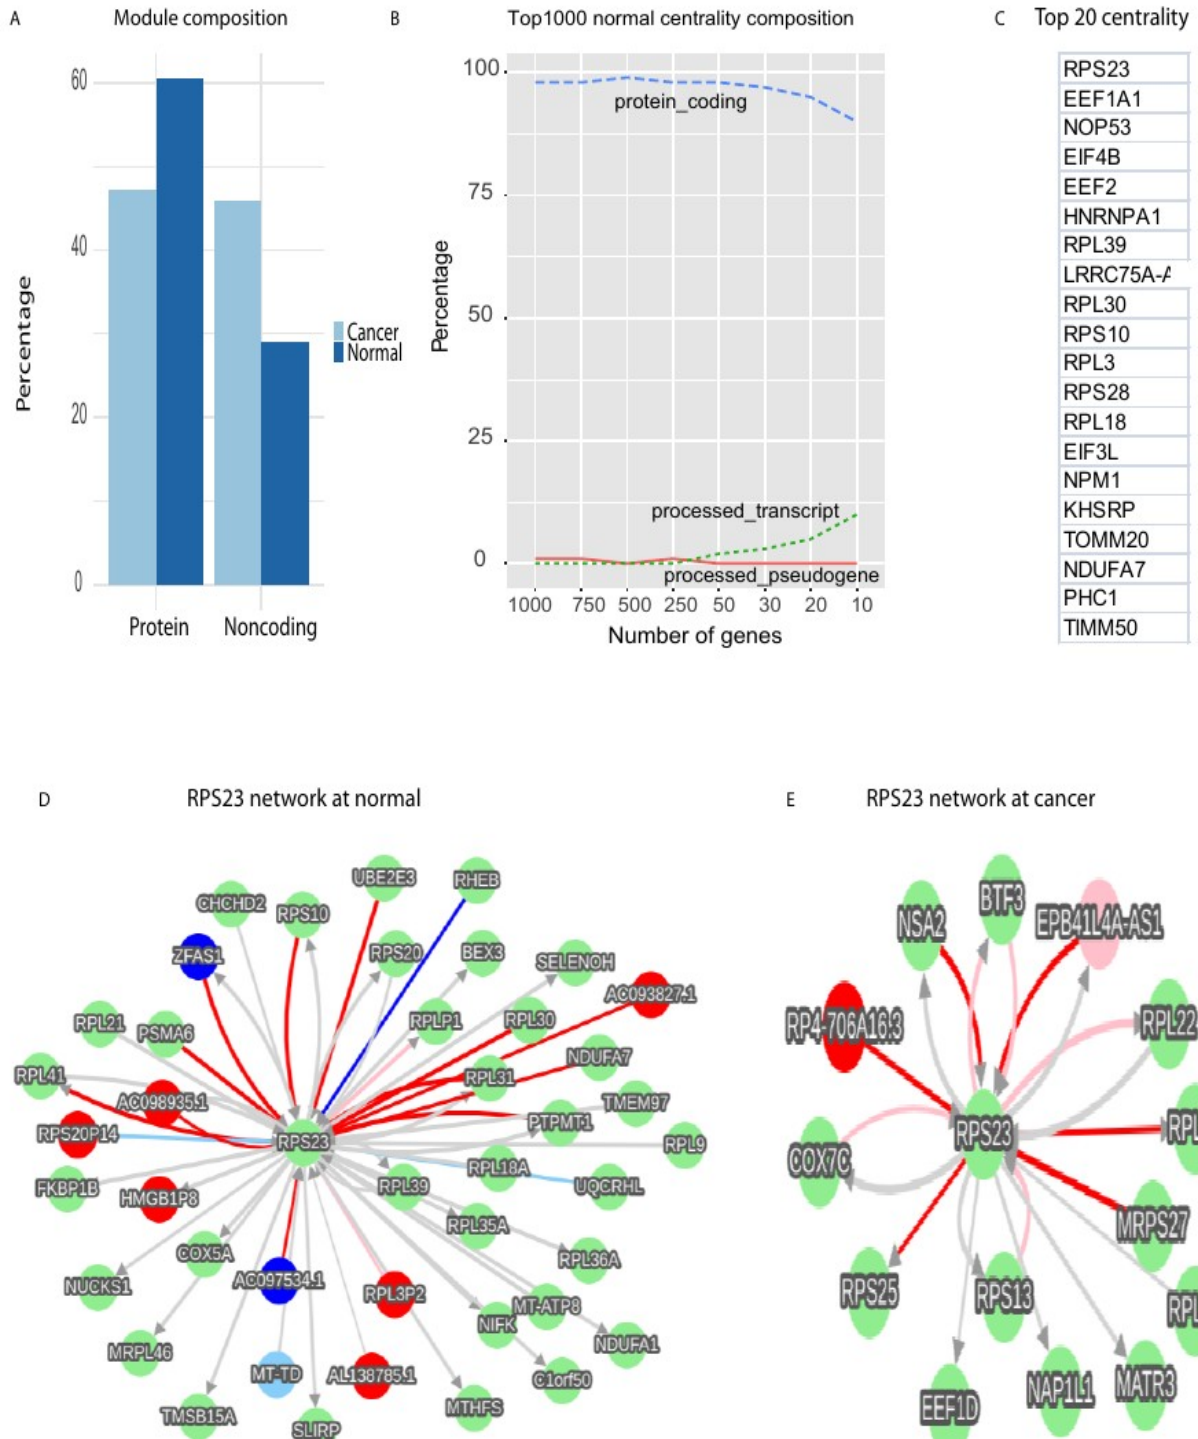 A
Module composition
60
40
20
0
Percentage
Protein
Noncoding
Cancer
Normal
B
Top1000 normal centrality composition
100
75
50
25
0
Percentage
protein_coding
processed_transcript
processed_pseudogene
1000 750 500 250 50 30 20 10
Number of genes
C
Top 20 centrality
RPS23
EEF1A1
NOP53
EIF4B
EEF2
HNRNPA1
RPL39
LRRC75A-A
RPL30
RPS10
RPL3
RPS28
RPL18
EIF3L
NPM1
KHSRP
TOMM20
NDUFA7
PHC1
TIMM50
D
RPS23 network at normal
UBE2E3
RHEB
CHCHD2
RPS10
ZFAS1
RPS20
BEX3
SELENOH
AC093827.1
RPL21
PSMA6
RPLP1
RPL30
NDUFA7
RPL41
RPL31
AC098935.1
TMEM97
RPS20P14
RPS23
PTPMT1
RPL9
FKBP1B
HMGB1P8
RPL39
RPL18A
UQCRHL
RPL35A
COX5A
RPL36A
NUCKS1
AC097534.1
RPL3P2
MT-ATP8
NIFK
NDUFA1
MRPL46
MT-TD
AL138785.1
C1orf50
TMSB15A
SLIRP
MTHFS
E
RPS23 network at cancer
BTF3
NSA2
EPB41L4A-AS1
RP4-706A16.3
RPL22
RPS23
RPL
COX7C
MRPS27
RPS25
RPS13
RPL
EEF1D
NAP1L1
MATR3